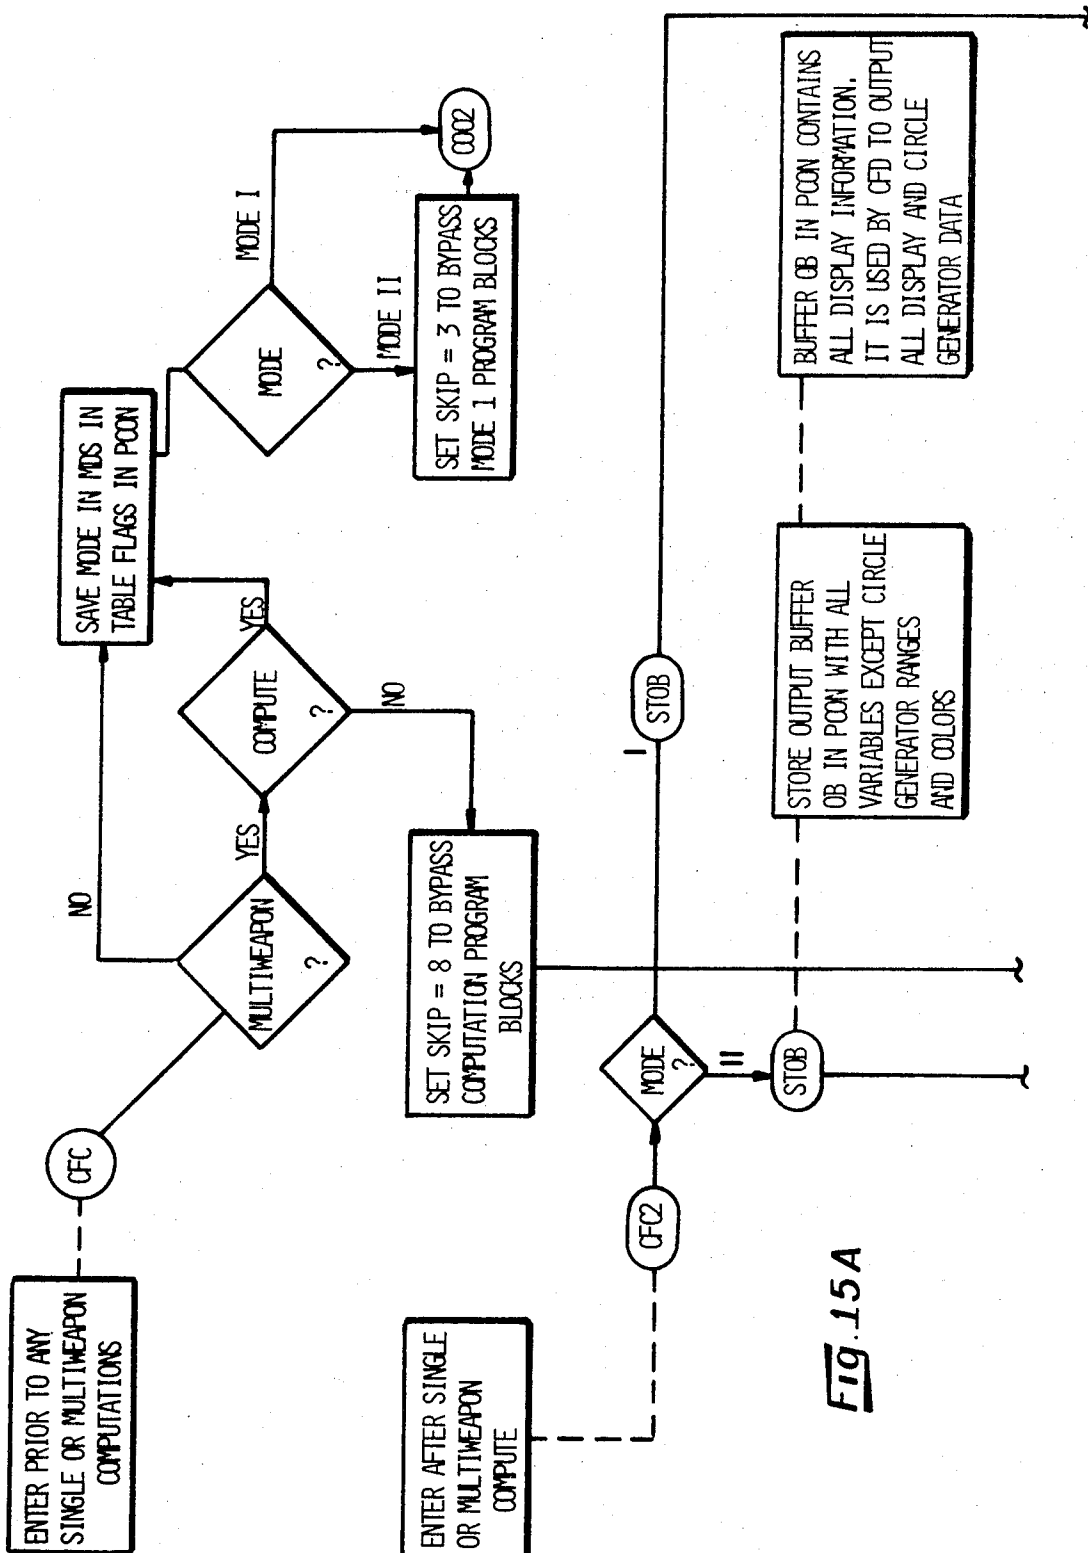 ENTER PRIOR TO ANY
SINGLE OR MULTIWEAPON
COMPUTATIONS
CFC
MULTIWEAPON
?
NO
YES
COMPUTE
?
YES
NO
SAVE MODE IN MDS IN
TABLE FLAGS IN PCON
MODE
?
MODE I
MODE II
SET SKIP = 3 TO BYPASS
MODE 1 PROGRAM BLOCKS
COO2
SET SKIP = 8 TO BYPASS
COMPUTATION PROGRAM
BLOCKS
ENTER AFTER SINGLE
OR MULTIWEAPON
COMPUTE
CFC2
MODE
?
I
II
STOB
STOB
STORE OUTPUT BUFFER
OB IN PCON WITH ALL
VARIABLES EXCEPT CIRCLE
GENERATOR RANGES
AND COLORS
BUFFER OB IN PCON CONTAINS
ALL DISPLAY INFORMATION.
IT IS USED BY CFD TO OUTPUT
ALL DISPLAY AND CIRCLE
GENERATOR DATA
Fig. 15A